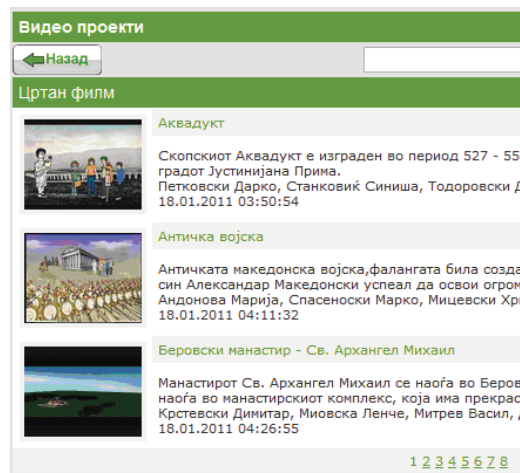 Видео проекти
Назад
Цртан филм
Аквадукт
Скопскиот Аквадукт е изграден во период 527 - 55
градот Јустинијана Прима.
Петковски Дарко, Станковиќ Синиша, Тодоровски Д
18.01.2011 03:50:54
Античка војска
Античката македонска војска,фалангата била созда
син Александар Македонски успеал да освои огром
Андонова Марија, Спасеноски Марко, Мицевски Хр
18.01.2011 04:11:32
Беровски манастир - Св. Архангел Михаил
Манастирот Св. Архангел Михаил се наоѓа во Беров
наоѓа во манастирскиот комплекс, која има прекрас
Крстевски Димитар, Миовска Ленче, Митрев Васил,
18.01.2011 04:26:55
1 2 3 4 5 6 7 8